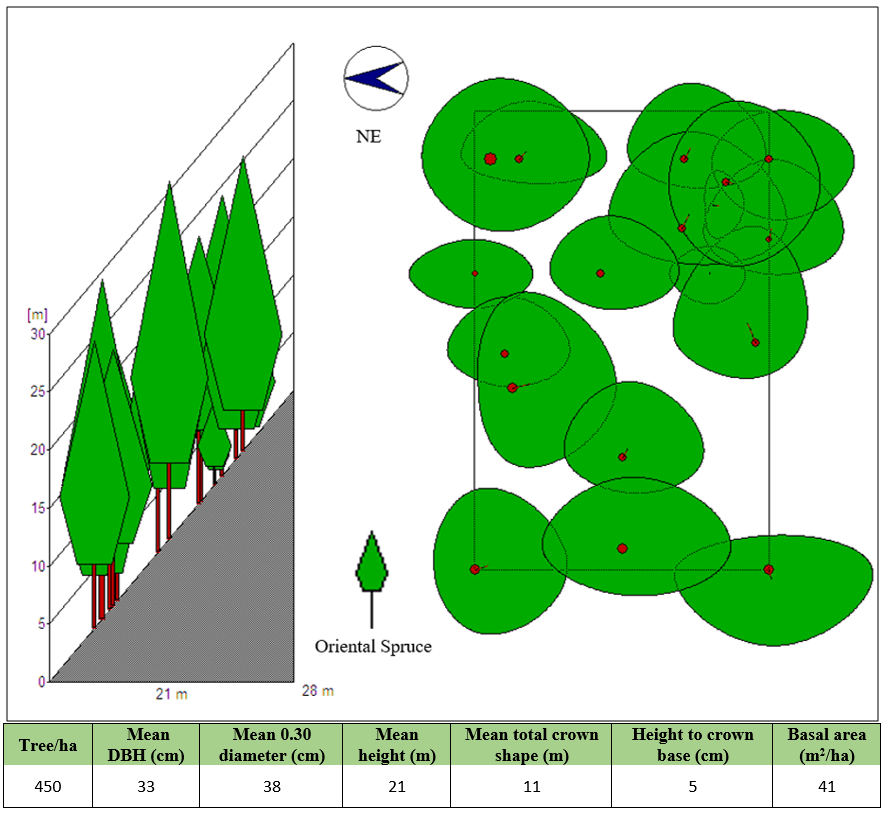 NE
[m]
30
25
20
15
10
5
0
21 m
28 m
Oriental Spruce
Tree/ha
Mean
DBH (cm)
Mean 0.30
diameter (cm)
Mean
height (m)
Mean total crown
shape (m)
Height to crown
base (cm)
Basal area
(m²/ha)
450
33
38
21
11
5
41